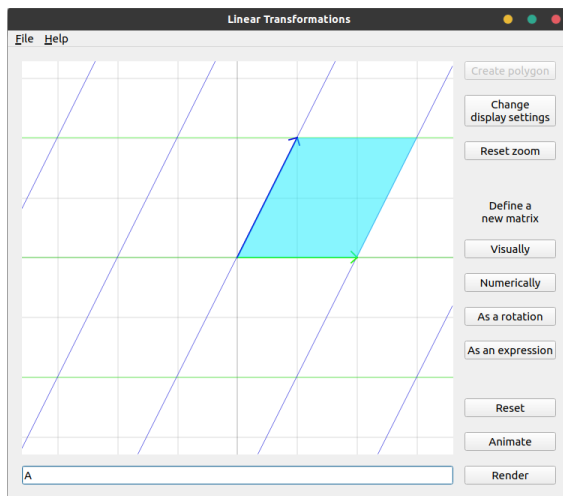 Linear Transformations
File Help
Create polygon
Change
display settings
Reset zoom
Define a
new matrix
Visually
Numerically
As a rotation
As an expression
Reset
Animate
A
Render